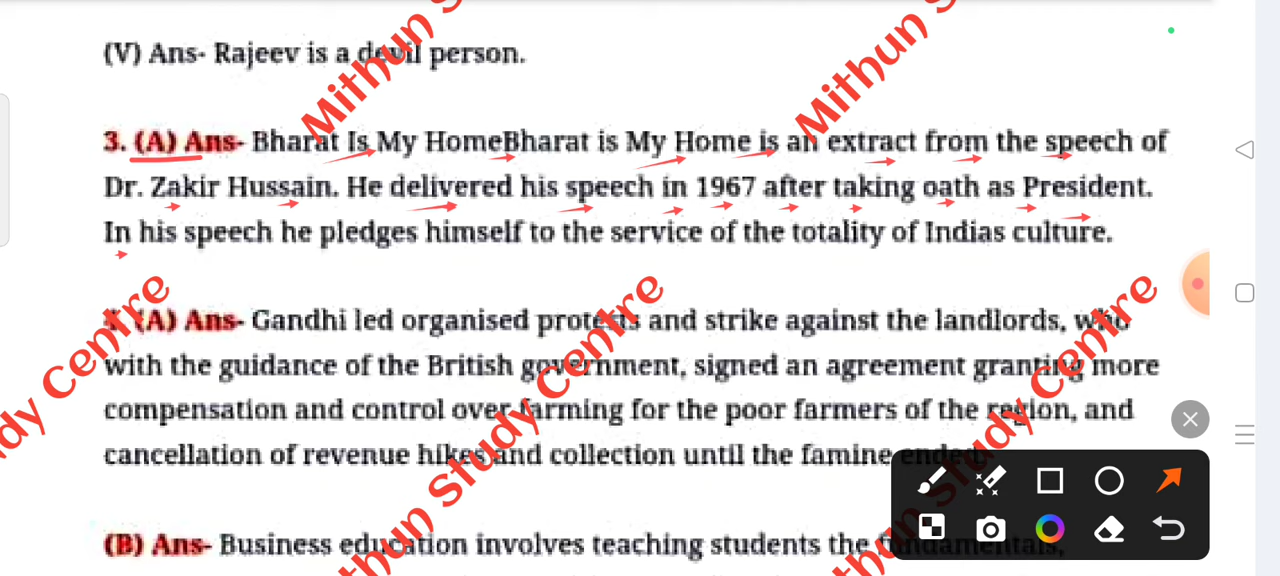 (V) Ans- Rajeev is a devil person.
3. (A) Ans- Bharat Is My HomeBharat is My Home is an extract from the speech of
Dr. Zakir Hussain. He delivered his speech in 1967 after taking oath as President.
In his speech he pledges himself to the service of the totality of Indias culture.
(A) Ans- Gandhi led organised protests and strike against the landlords, who
with the guidance of the British government, signed an agreement granting more
compensation and control over farming for the poor farmers of the region, and
cancellation of revenue hikes and collection until the famine ended.
(B) Ans- Business education involves teaching students the fundamentals,
Mithun S
Mithun S
dy Centre
thun Study Centre
thun Study Centre